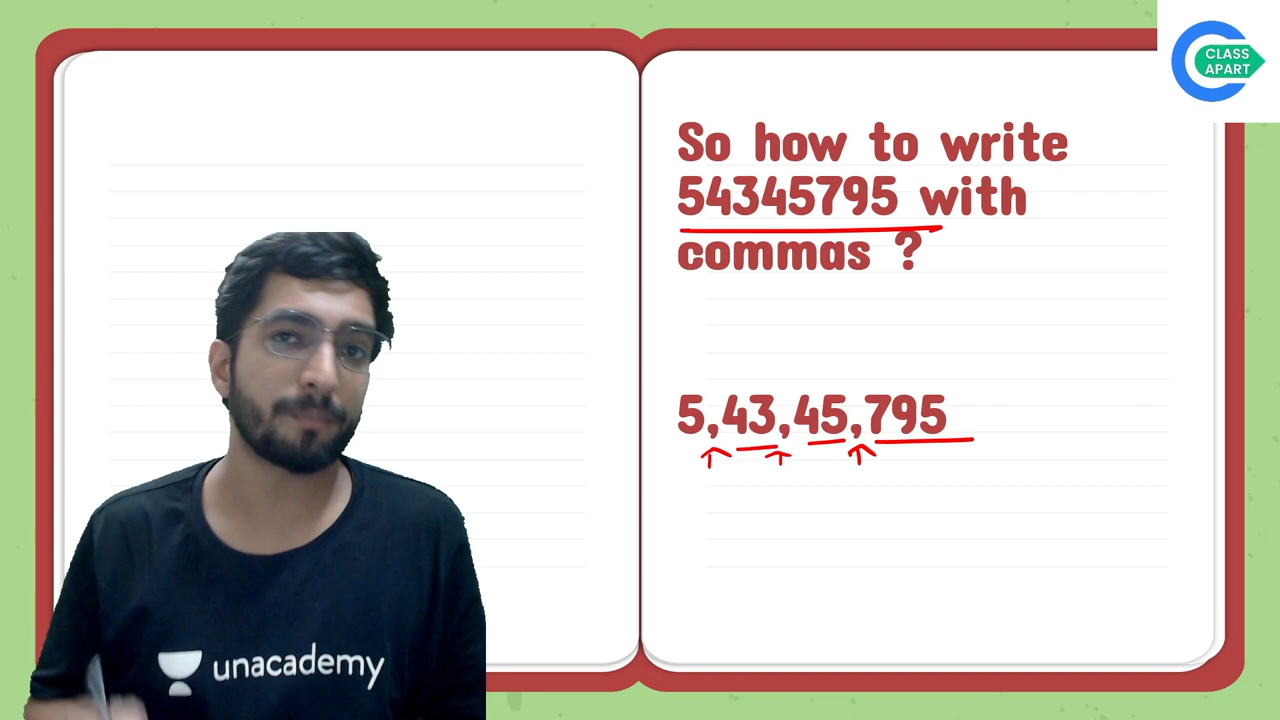 CLASS
APART
So how to write
54345795 with
commas ?
5,43,45,795
unacademy